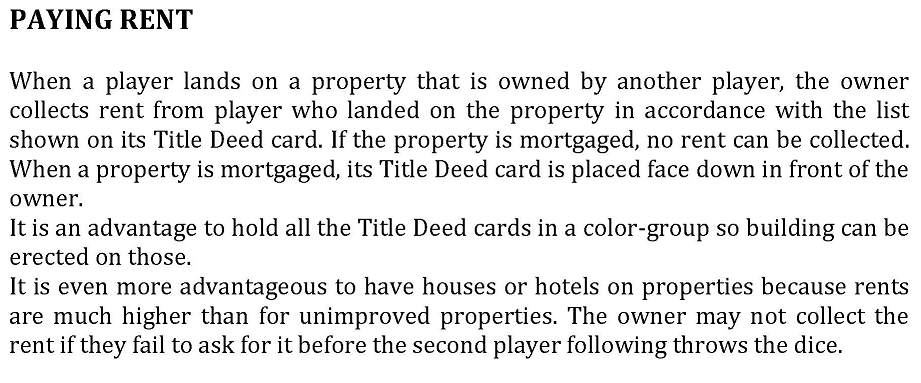 PAYING RENT
When a player lands on a property that is owned by another player, the owner
collects rent from player who landed on the property in accordance with the list
shown on its Title Deed card. If the property is mortgaged, no rent can be collected.
When a property is mortgaged, its Title Deed card is placed face down in front of the
owner.
It is an advantage to hold all the Title Deed cards in a color-group so building can be
erected on those.
It is even more advantageous to have houses or hotels on properties because rents
are much higher than for unimproved properties. The owner may not collect the
rent if they fail to ask for it before the second player following throws the dice.